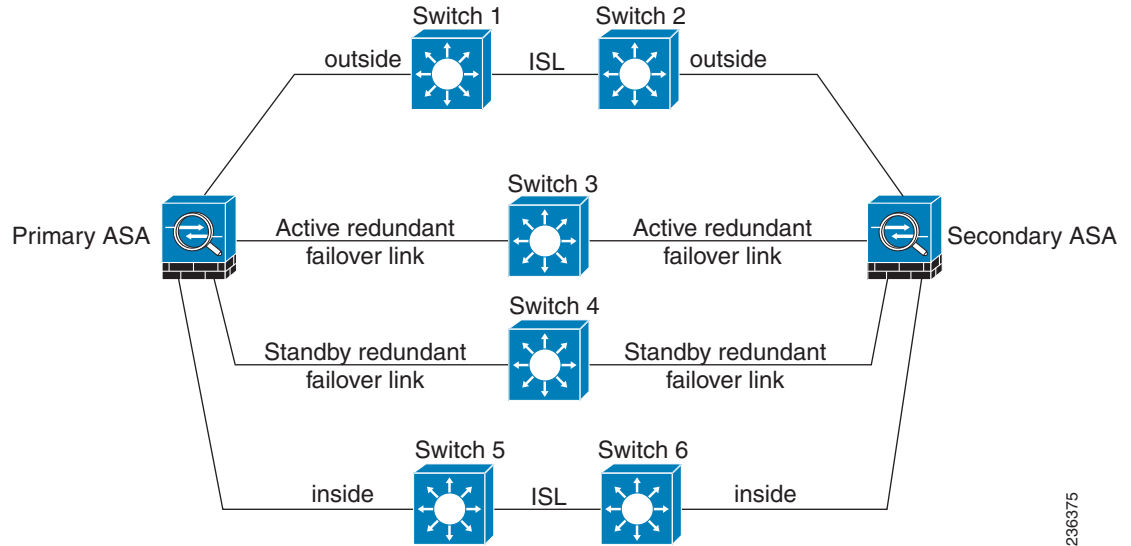 Switch 1
Switch 2
outside
ISL
outside
Switch 3
Primary ASA
Active redundant
failover link
Active redundant
failover link
Secondary ASA
Switch 4
Standby redundant
failover link
Standby redundant
failover link
Switch 5
Switch 6
inside
ISL
inside
236375